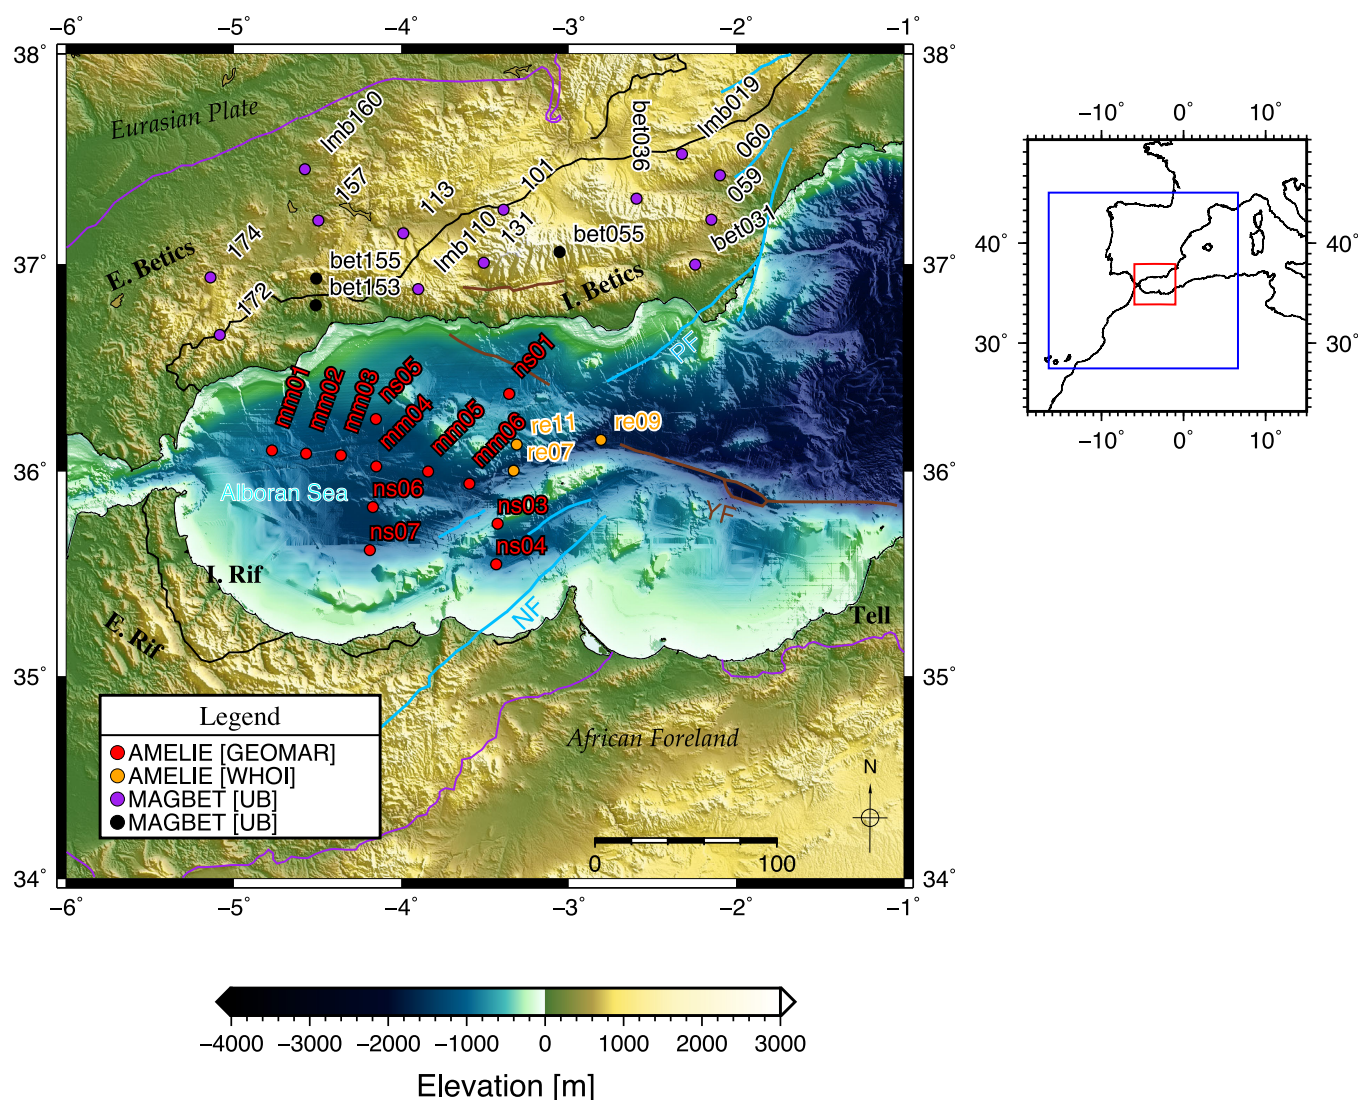 −6˚ −5˚ −4˚ −3˚ −2˚ −1˚
38˚ 38˚
Eurasian Plate
lmb160
bet036
lmb019
060
157
113
101
059
174
lmb110
131
bet055
bet031
E. Betics
37˚ 37˚
bet155
bet153
172
I. Betics
PF
ns01
mm01
mm02
mm03
ns05
mm04
mm05
mm06
re11
re09
re07
36˚ 36˚
Alboran Sea
ns06
ns03
YF
ns07
ns04
I. Rif
NF
E. Rif
Tell
35˚ 35˚
Legend
AMELIE [GEOMAR]
AMELIE [WHOI]
MAGBET [UB]
MAGBET [UB]
African Foreland
N
0 100
34˚ 34˚
−6˚ −5˚ −4˚ −3˚ −2˚ −1˚
−10˚ 0˚ 10˚
40˚ 40˚
30˚ 30˚
−10˚ 0˚ 10˚
−4000 −3000 −2000 −1000 0 1000 2000 3000
Elevation [m]